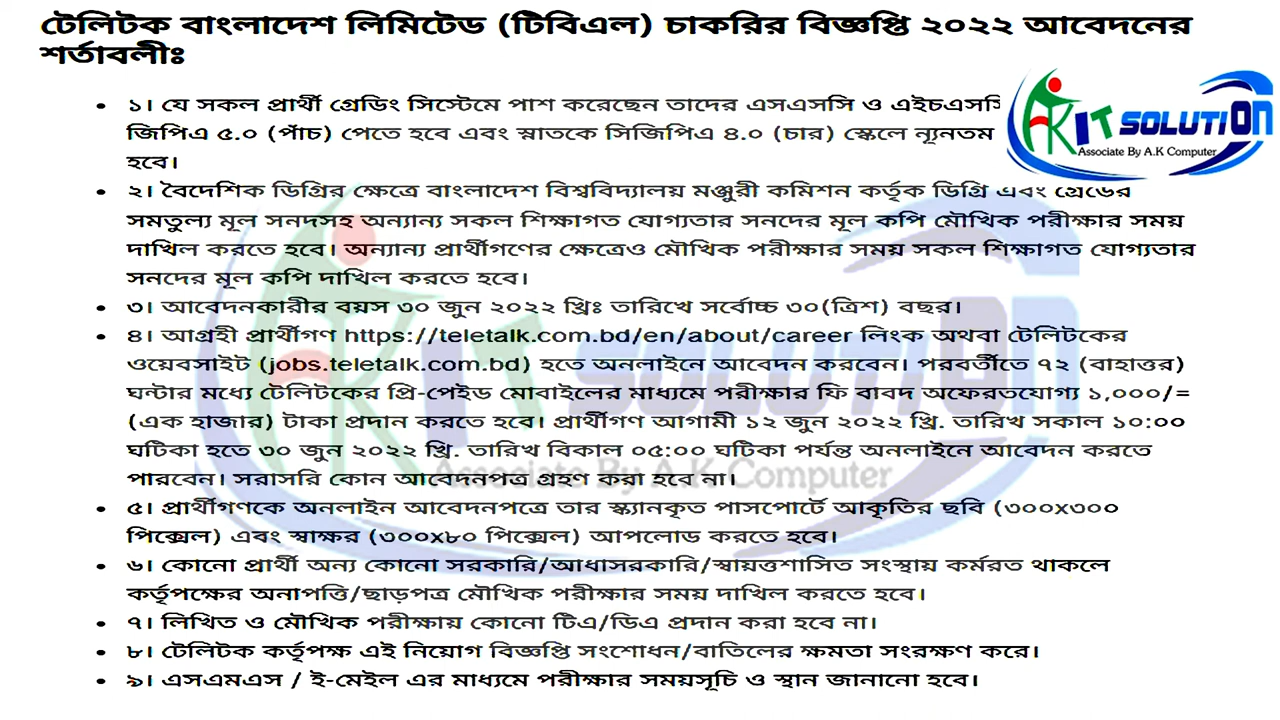 টেলিটক বাংলাদেশ লিমিটেড (টিবিএল) চাকরির বিজ্ঞপ্তি ২০২২ আবেদনের
শর্তাবলীঃ
• ১। যে সকল প্রার্থী গ্রেডিং সিস্টেমে পাশ করেছেন তাদের এসএসসি ও এইচএসসি
জিপিএ ৫.০ (পাঁচ) পেতে হবে এবং স্নাতকে সিজিপিএ ৪.০ (চার) স্কেলে ন্যূনতম
হবে।
• ২। বৈদেশিক ডিগ্রির ক্ষেত্রে বাংলাদেশ বিশ্ববিদ্যালয় মঞ্জুরী কমিশন কর্তৃক ডিগ্রি এবং গ্রেডের
সমতুল্য মূল সনদসহ অন্যান্য সকল শিক্ষাগত যোগ্যতার সনদের মূল কপি মৌখিক পরীক্ষার সময়
দাখিল করতে হবে। অন্যান্য প্রার্থীগণের ক্ষেত্রেও মৌখিক পরীক্ষার সময় সকল শিক্ষাগত যোগ্যতার
সনদের মূল কপি দাখিল করতে হবে।
• ৩। আবেদনকারীর বয়স ৩০ জুন ২০২২ খ্রিঃ তারিখে সর্বোচ্চ ৩০(ত্রিশ) বছর।
• ৪। আগ্রহী প্রার্থীগণ https://teletalk.com.bd/en/about/career লিংক অথবা টেলিটকের
ওয়েবসাইট (jobs.teletalk.com.bd) হতে অনলাইনে আবেদন করবেন। পরবর্তীতে ৭২ (বাহাত্তর)
ঘন্টার মধ্যে টেলিটকের প্রি-পেইড মোবাইলের মাধ্যমে পরীক্ষার ফি বাবদ অফেরতযোগ্য ১,০০০/=
(এক হাজার) টাকা প্রদান করতে হবে। প্রার্থীগণ আগামী ১২ জুন ২০২২ খ্রি. তারিখ সকাল ১০:০০
ঘটিকা হতে ৩০ জুন ২০২২ খ্রি. তারিখ বিকাল ০৫:০০ ঘটিকা পর্যন্ত অনলাইনে আবেদন করতে
পারবেন। সরাসরি কোন আবেদনপত্র গ্রহণ করা হবে না।
• ৫। প্রার্থীগণকে অনলাইন আবেদনপত্রে তার স্ক্যানকৃত পাসপোর্টে আকৃতির ছবি (৩০০x৩০০
পিক্সেল) এবং স্বাক্ষর (৩০০x৮০ পিক্সেল) আপলোড করতে হবে।
• ৬। কোনো প্রার্থী অন্য কোনো সরকারি/আধাসরকারি/স্বায়ত্তশাসিত সংস্থায় কর্মরত থাকলে
কর্তৃপক্ষের অনাপত্তি/ছাড়পত্র মৌখিক পরীক্ষার সময় দাখিল করতে হবে।
• ৭। লিখিত ও মৌখিক পরীক্ষায় কোনো টিএ/ডিএ প্রদান করা হবে না।
• ৮। টেলিটক কর্তৃপক্ষ এই নিয়োগ বিজ্ঞপ্তি সংশোধন/বাতিলের ক্ষমতা সংরক্ষণ করে।
• ৯। এসএমএস / ই-মেইল এর মাধ্যমে পরীক্ষার সময়সূচি ও স্থান জানানো হবে।
AK IT SOLUTION
Associate By A.K Computer
AK IT SOLUTION
Associate By A.K Computer